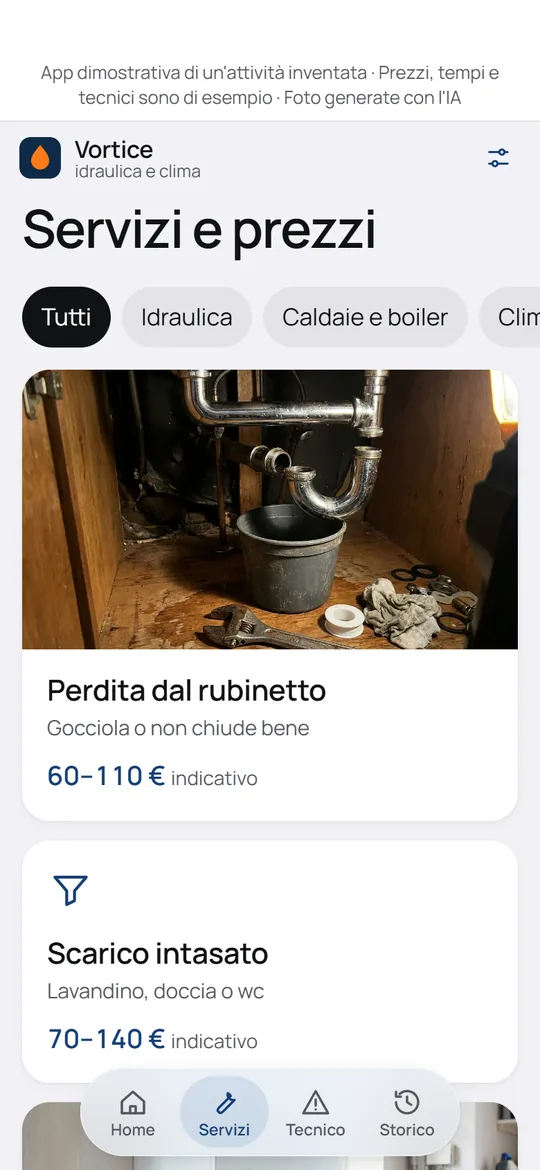 App dimostrativa di un'attività inventata · Prezzi, tempi e
tecnici sono di esempio · Foto generate con l'IA
Vortice
idraulica e clima
Servizi e prezzi
Tutti
Idraulica
Caldaie e boiler
Clim
Perdita dal rubinetto
Gocciola o non chiude bene
60–110 € indicativo
Scarico intasato
Lavandino, doccia o wc
70–140 € indicativo
Home
Servizi
Tecnico
Storico